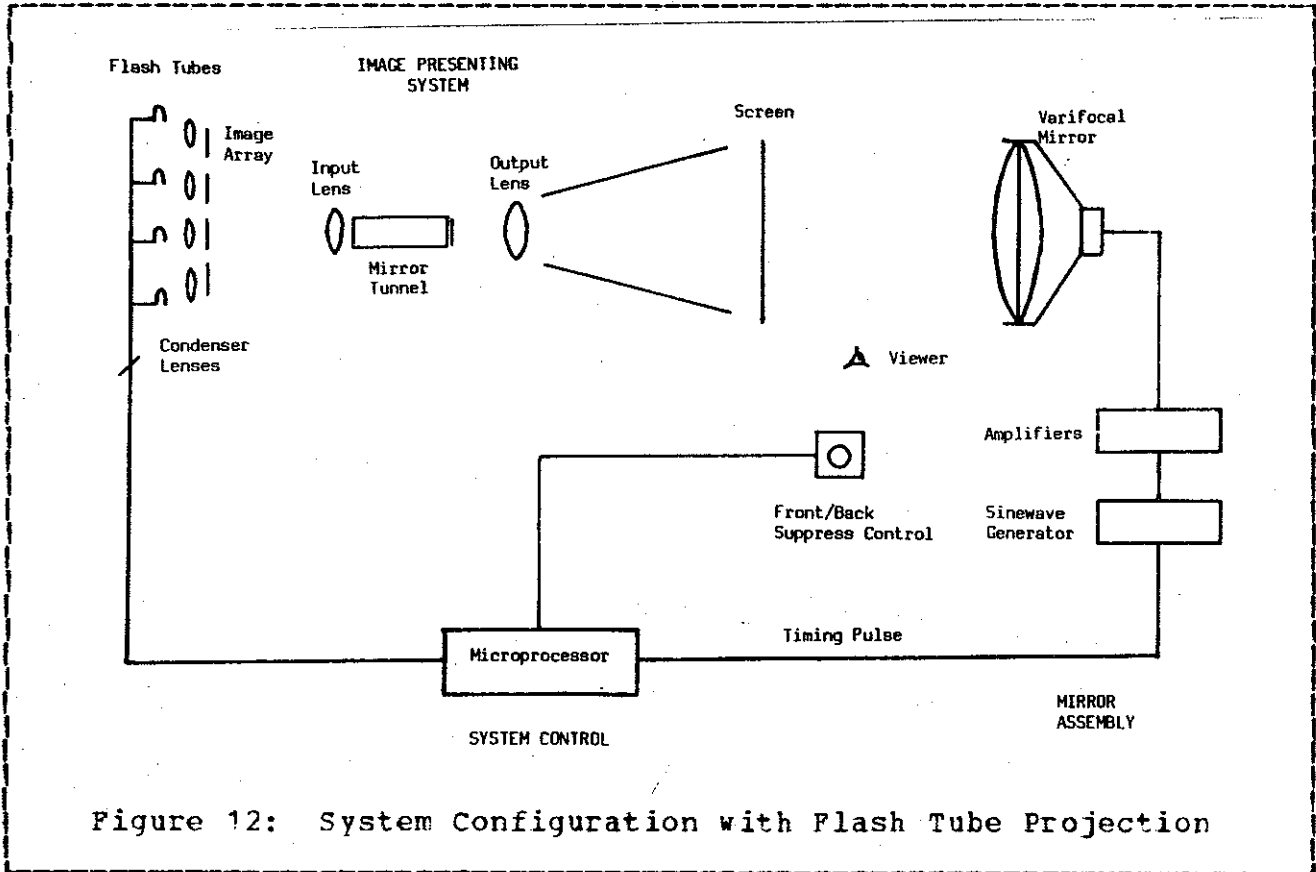 Flash Tubes
IMAGE PRESENTING
SYSTEM
Image
Array
Input
Lens
Output
Lens
Screen
Varifocal
Mirror
Mirror
Tunnel
Condenser
Lenses
Viewer
Amplifiers
Front/Back
Suppress Control
Sinewave
Generator
Timing Pulse
Microprocessor
SYSTEM CONTROL
MIRROR
ASSEMBLY
Figure 12: System Configuration with Flash Tube Projection